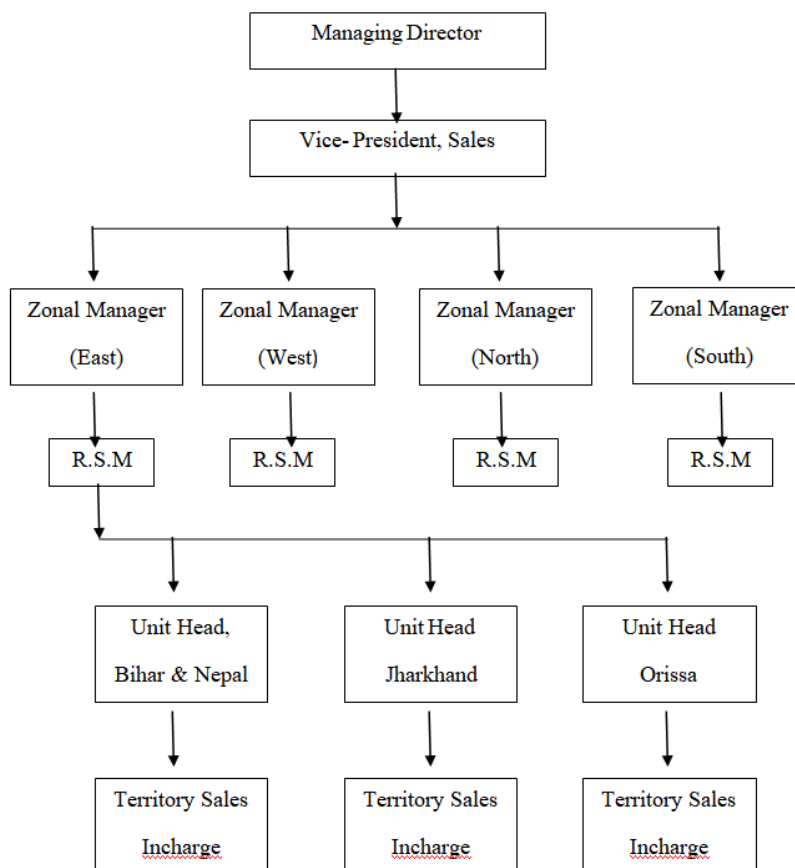 Managing Director
Vice- President, Sales
Zonal Manager
(East)
Zonal Manager
(West)
Zonal Manager
(North)
Zonal Manager
(South)
R.S.M
R.S.M
R.S.M
R.S.M
Unit Head,
Bihar & Nepal
Unit Head
Jharkhand
Unit Head
Orissa
Territory Sales
Incharge
Territory Sales
Incharge
Territory Sales
Incharge